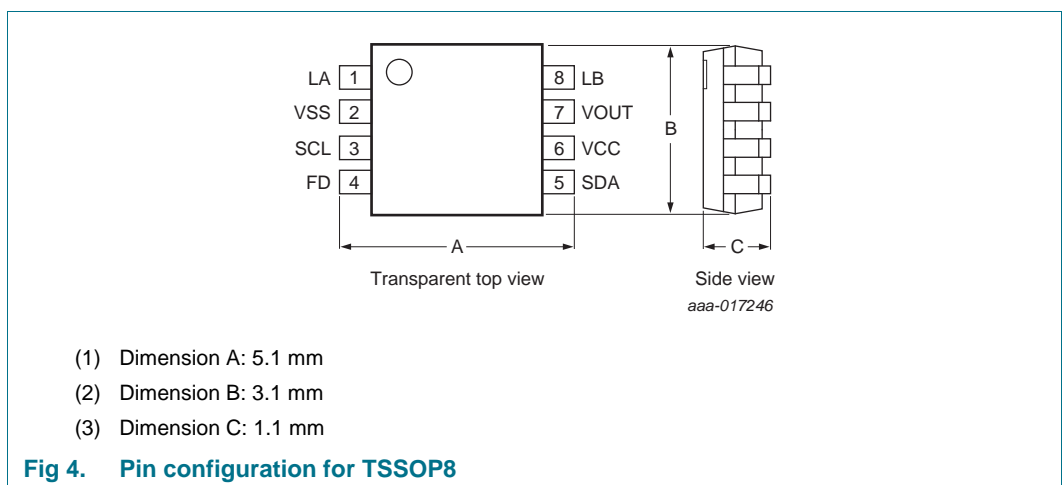 LA 1 8 LB
VSS 2 7 VOUT
SCL 3 6 VCC
FD 4 5 SDA
B
A
C
Transparent top view
Side view
aaa-017246
(1) Dimension A: 5.1 mm
(2) Dimension B: 3.1 mm
(3) Dimension C: 1.1 mm
Fig 4. Pin configuration for TSSOP8